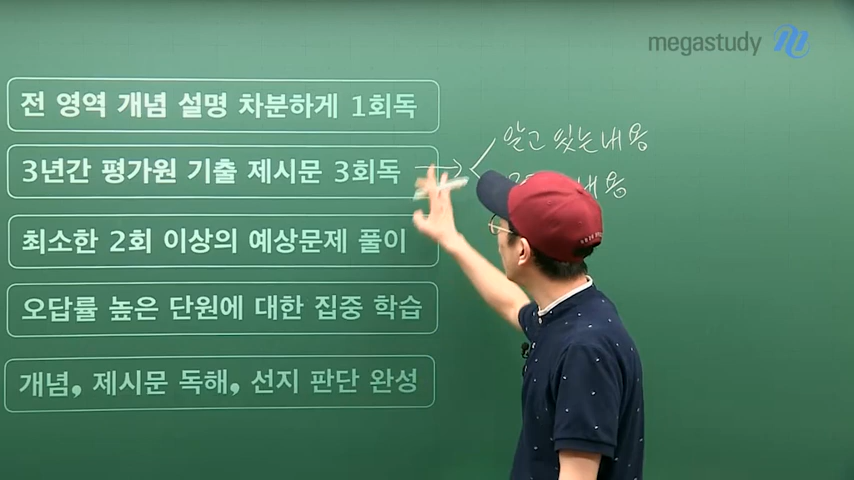 megastudy
전 영역 개념 설명 차분하게 1회독
3년간 평가원 기출 제시문 3회독
최소한 2회 이상의 예상문제 풀이
오답률 높은 단원에 대한 집중 학습
개념, 제시문 독해, 선지 판단 완성
알고 있는 내용
내용